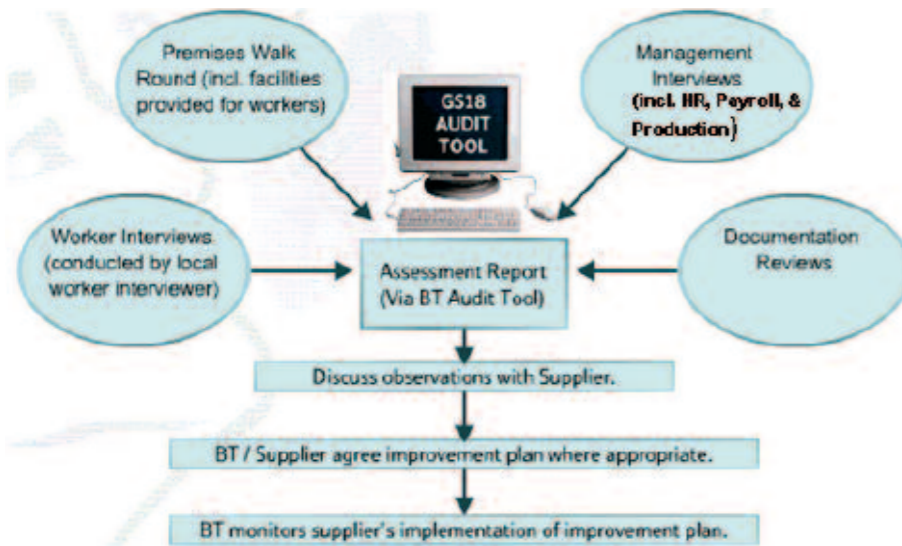 Premises Walk
Round (incl. facilities
provided for workers)
GS18
AUDIT
TOOL
Management
Interviews
(incl. HR, Payroll, &
Production)
Worker Interviews
(conducted by local
worker interviewer)
Assessment Report
(Via BT Audit Tool)
Documentation
Reviews
Discuss observations with Supplier.
BT / Supplier agree improvement plan where appropriate.
BT monitors supplier's implementation of improvement plan.